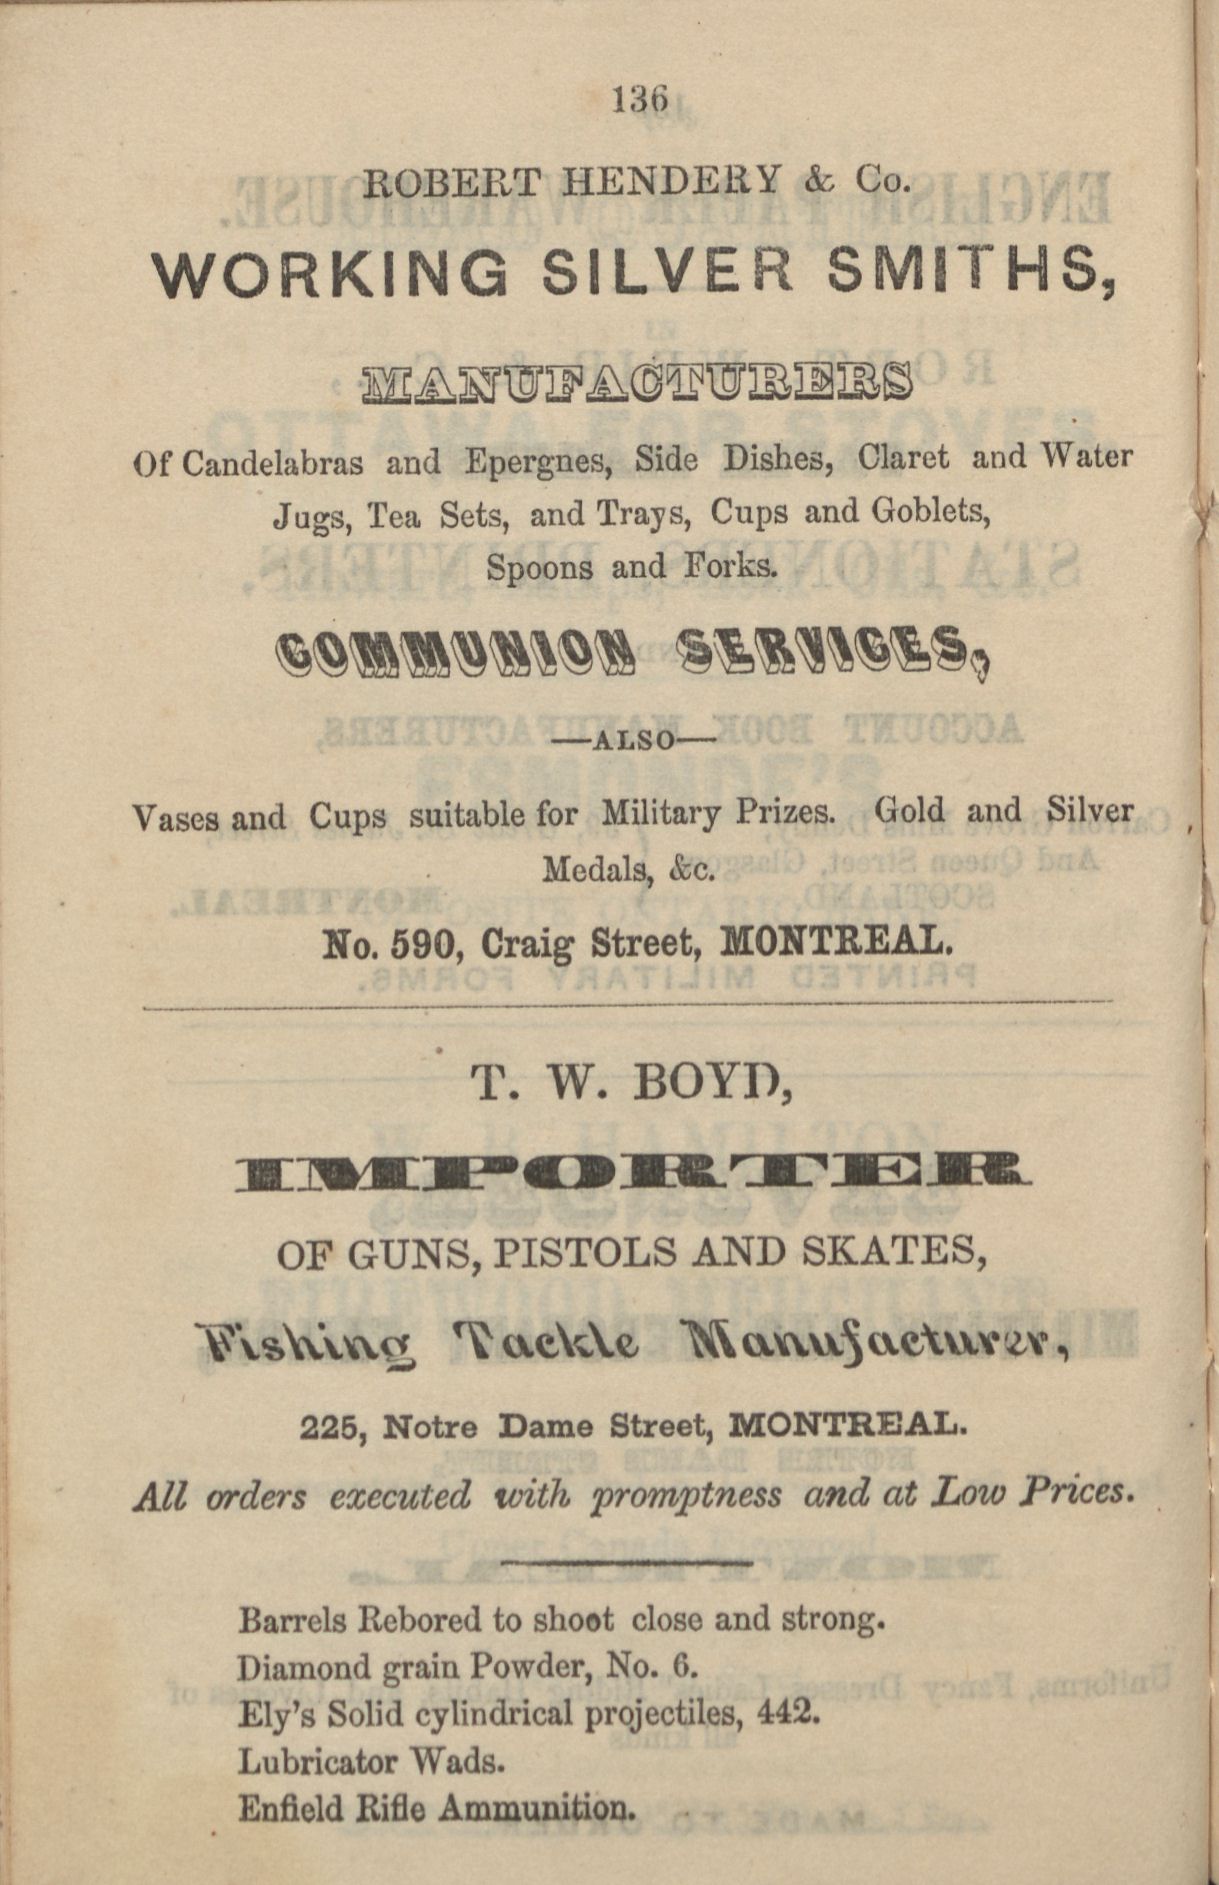 136
ROBERT HENDERY & Co.
WORKING SILVER SMITHS,
MANUFACTURERS
Of Candelabras and Epergnes, Side Dishes, Claret and Water
Jugs, Tea Sets, and Trays, Cups and Goblets,
Spoons and Forks.
COMMUNION SERVICES,
—ALSO—
Vases and Cups suitable for Military Prizes. Gold and Silver
Medals, &c.
No. 590, Craig Street, MONTREAL.
T. W. BOYD,
IMPORTER
OF GUNS, PISTOLS AND SKATES,
Fishing Tackle Manufacturer,
225, Notre Dame Street, MONTREAL.
All orders executed with promptness and at Low Prices.
Barrels Rebored to shoot close and strong.
Diamond grain Powder, No. 6.
Ely's Solid cylindrical projectiles, 442.
Lubricator Wads.
Enfield Rifle Ammunition.